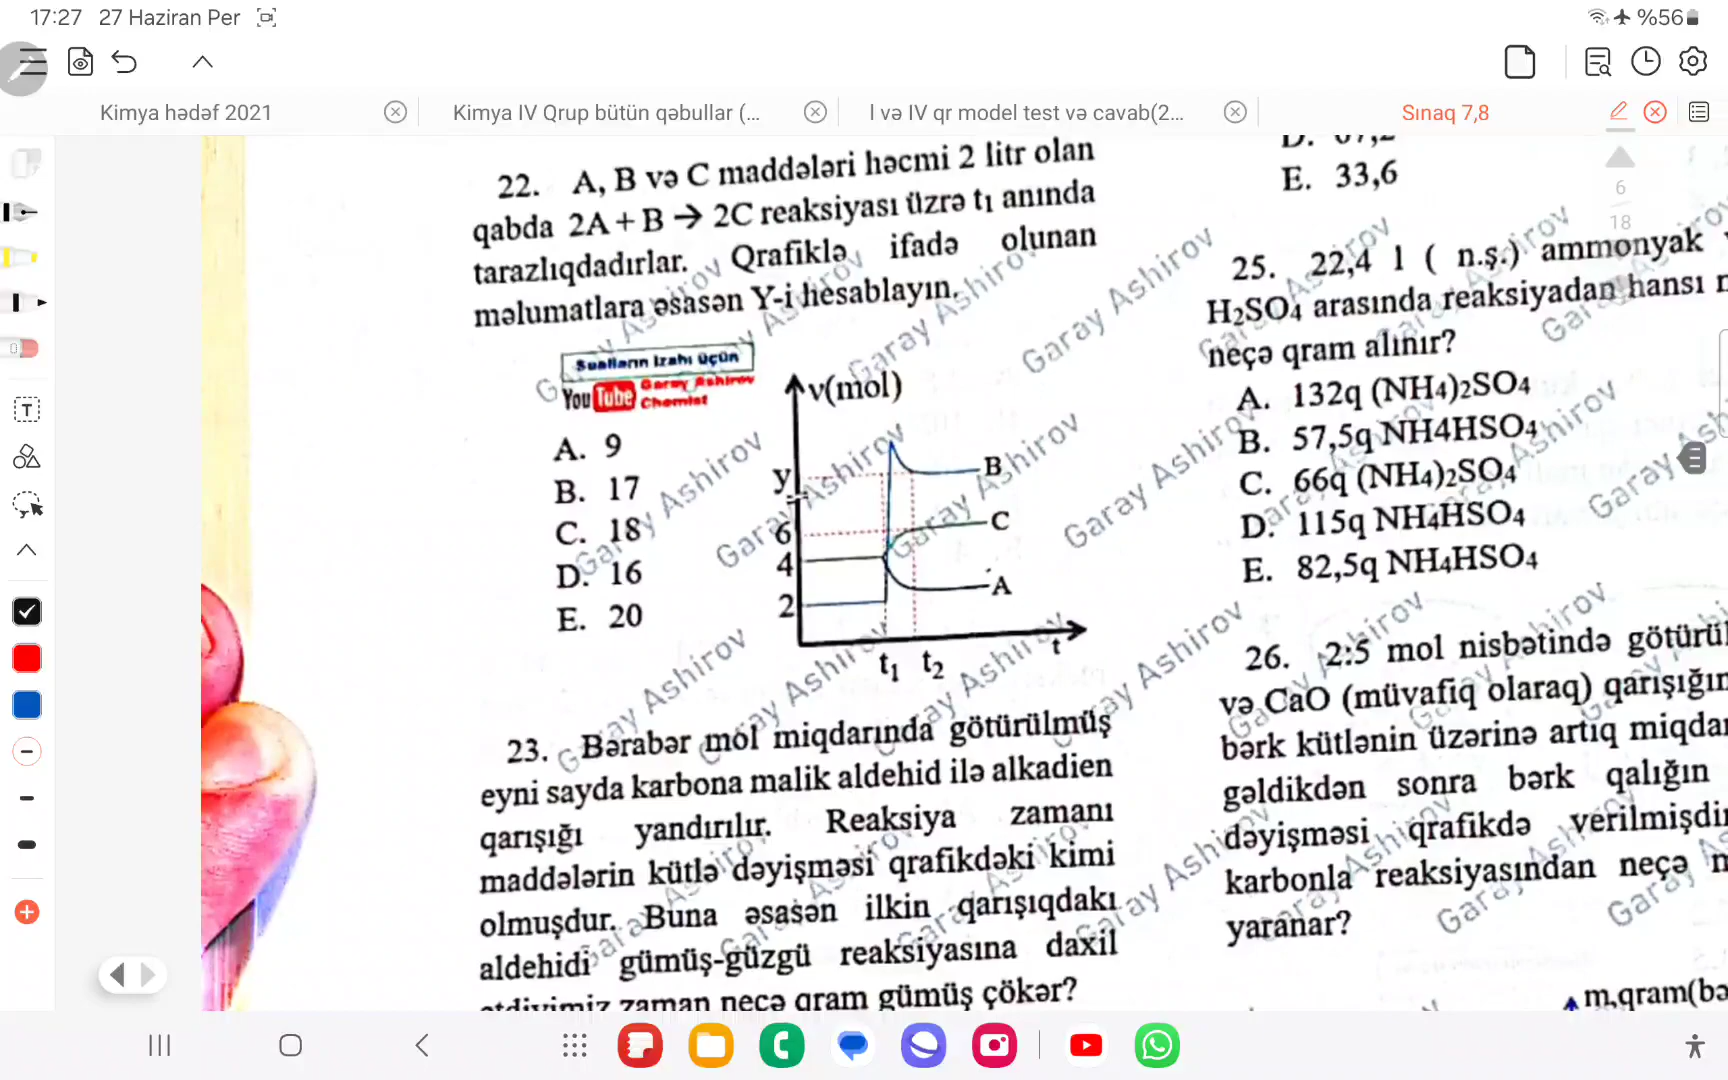 17:27 27 Haziran Per
%56
Kimya hədəf 2021
Kimya IV Qrup bütün qəbullar (...
I və IV qr model test və cavab(2...
Sınaq 7,8
6
18
22. A, B və C maddələri həcmi 2 litr olan
qabda 2A + B → 2C reaksiyası üzrə t₁ anında
tarazlıqdadırlar. Qrafiklə ifadə olunan
məlumatlara əsasən Y-i hesablayın.
Sualların izahı üçün
YouTube Garay Ashirov
Chemist
A. 9
B. 17
C. 18
D. 16
E. 20
ν(mol)
y
6
4
2
B
C
A
t₁ t₂ t
23. Bərabər mol miqdarında götürülmüş
eyni sayda karbona malik aldehid ilə alkadien
qarışığı yandırılır. Reaksiya zamanı
maddələrin kütlə dəyişməsi qrafikdəki kimi
olmuşdur. Buna əsasən ilkin qarışıqdakı
aldehidi gümüş-güzgü reaksiyasına daxil
etdiyimiz zaman neçə qram gümüş çökər?
E. 33,6
25. 22,4 l ( n.ş.) ammonyak
H₂SO₄ arasında reaksiyadan hansı
neçə qram alınır?
A. 132q (NH₄)₂SO₄
B. 57,5q NH4HSO₄
C. 66q (NH₄)₂SO₄
D. 115q NH₄HSO₄
E. 82,5q NH₄HSO₄
26. 2:5 mol nisbətində
və CaO (müvafiq olaraq)
bərk kütlənin üzərinə artıq
gəldikdən sonra bərk qalığın
dəyişməsi qrafikdə
karbonla reaksiyasından neçə
yaranar?
Garay Ashirov